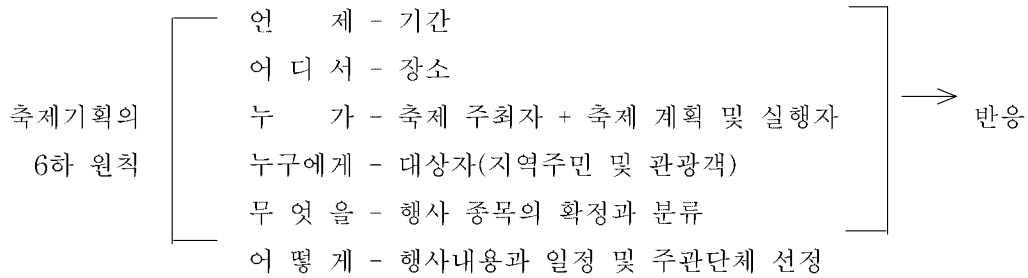 언 제 - 기간
어 디 서 - 장소
축제기획의 누 가 - 축제 주최자 + 축제 계획 및 실행자 반응
6하 원칙 누구에게 - 대상자(지역주민 및 관광객)
무 엇 을 - 행사 종목의 확정과 분류
어 떻 게 - 행사내용과 일정 및 주관단체 선정